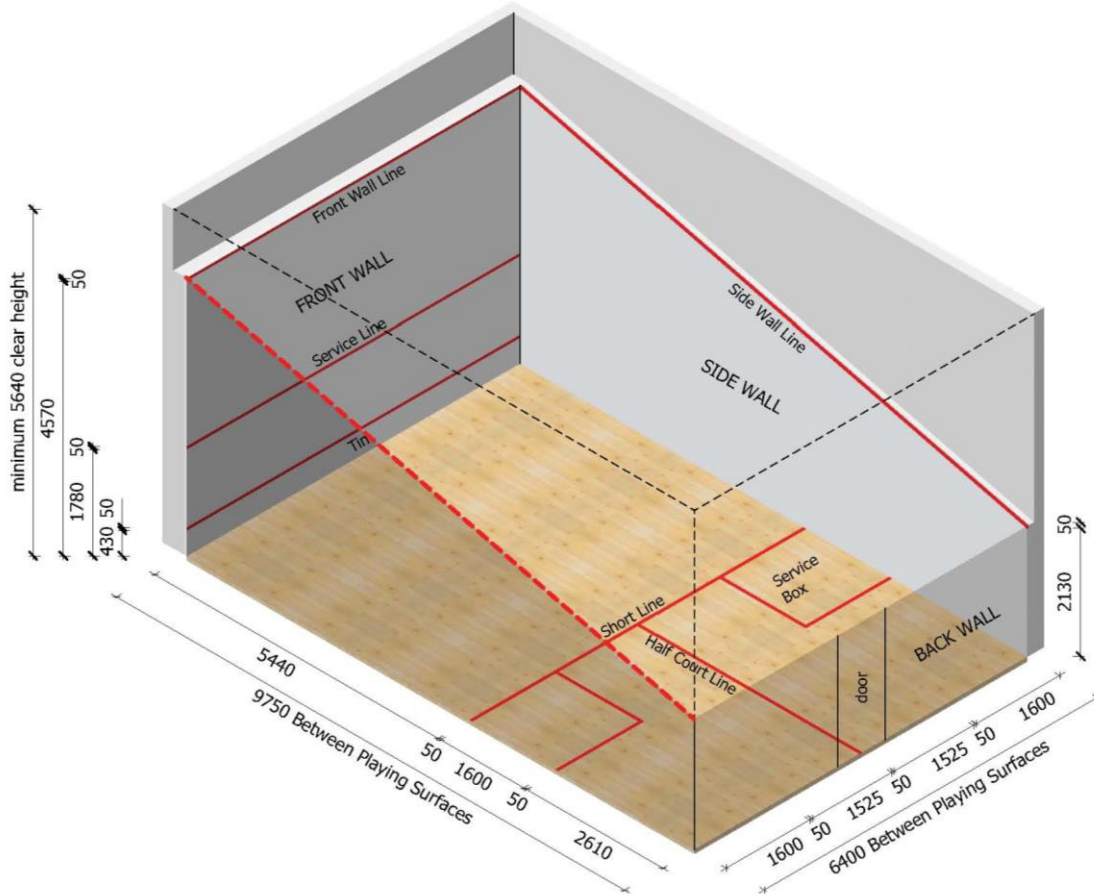 Front Wall Line
FRONT WALL
Service Line
Tin
Side Wall Line
SIDE WALL
minimum 5640 clear height
4570
50
1780
50
430
50
50
2130
Short Line
Service
Box
Half Court Line
door
BACK WALL
5440
50
1600
50
2610
9750 Between Playing Surfaces
1600
50
1525
50
1525
50
1600
6400 Between Playing Surfaces